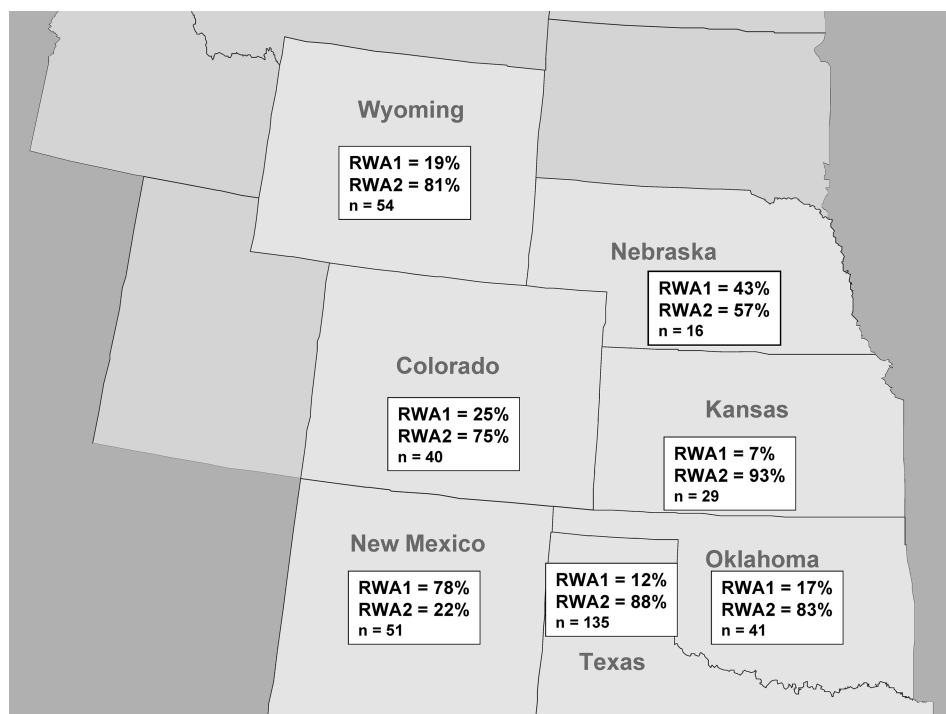 Wyoming
RWA1 = 19%
RWA2 = 81%
n = 54
Nebraska
RWA1 = 43%
RWA2 = 57%
n = 16
Colorado
RWA1 = 25%
RWA2 = 75%
n = 40
Kansas
RWA1 = 7%
RWA2 = 93%
n = 29
New Mexico
RWA1 = 78%
RWA2 = 22%
n = 51
RWA1 = 12%
RWA2 = 88%
n = 135
Texas
Oklahoma
RWA1 = 17%
RWA2 = 83%
n = 41